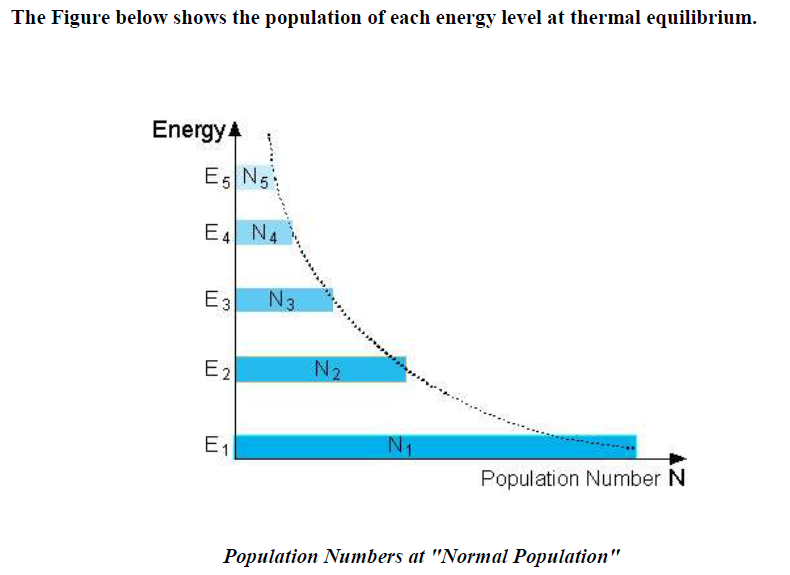 The Figure below shows the population of each energy level at thermal equilibrium.
Energy
E5 N5
E4 N4
E3 N3
E2 N2
E1 N1
Population Number N
Population Numbers at "Normal Population"